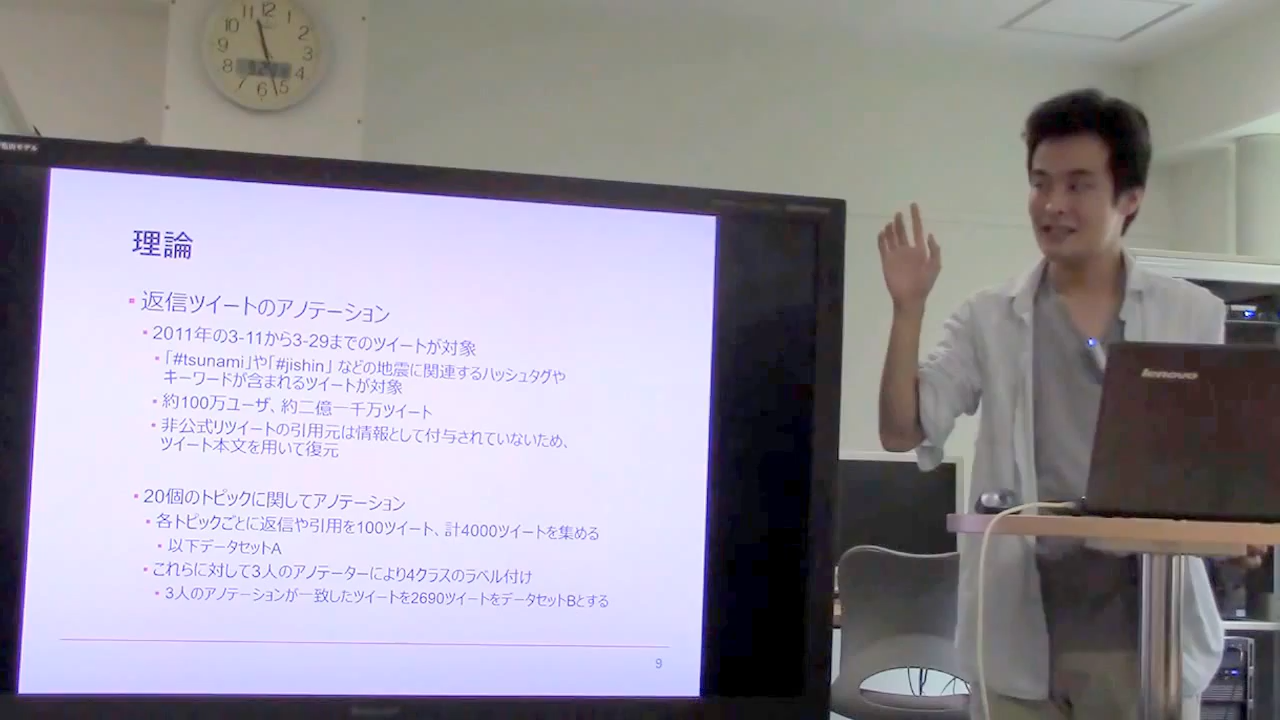 11 12 1
10 2
9 3
8 4
7 6 5
理論
返信ツイートのアノテーション
2011年の3-11から3-29までのツイートが対象
「#tsunami」や「#jishin」などの地震に関連するハッシュタグや
キーワードが含まれるツイートが対象
約100万ユーザ、約二億一千万ツイート
非公式リツイートの引用元は情報として付与されていないため、
ツイート本文を用いて復元
20個のトピックに関してアノテーション
各トピックごとに返信や引用を100ツイート、計4000ツイートを集める
以下データセットA
これらに対して3人のアノテーターにより4クラスのラベル付け
3人のアノテーションが一致したツイートを2690ツイートをデータセットBとする
9
lenovo